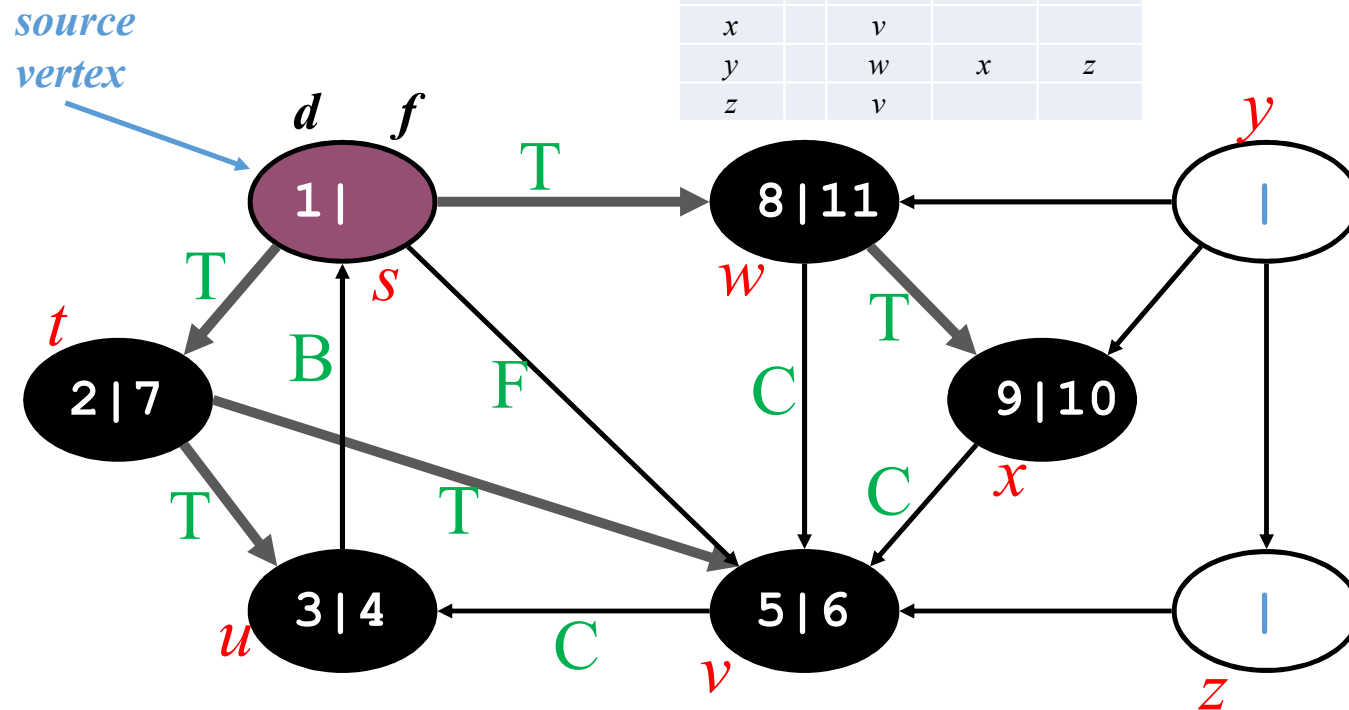 source
vertex
x v
y w x z
z v
d f
y
T
1 |
8 | 11
|
T
s
w
t
B
F
T
C
2 | 7
9 | 10
x
T
T
C
3 | 4
5 | 6
|
u
C
v
z